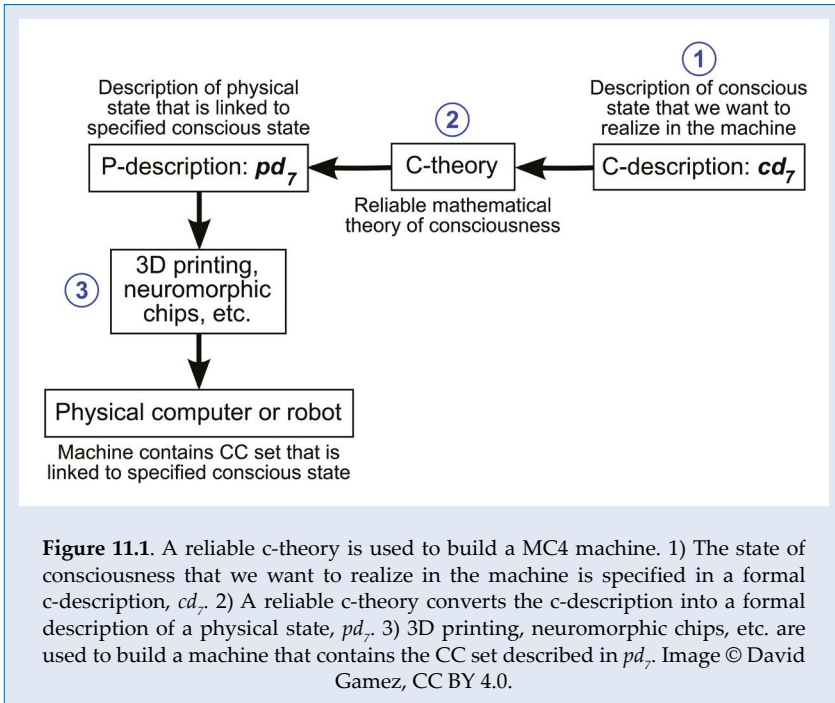 1
Description of conscious
state that we want to
realize in the machine
C-description: cd7
2
C-theory
Reliable mathematical
theory of consciousness
Description of physical
state that is linked to
specified conscious state
P-description: pd7
3
3D printing,
neuromorphic
chips, etc.
Physical computer or robot
Machine contains CC set that is
linked to specified conscious state
Figure 11.1. A reliable c-theory is used to build a MC4 machine. 1) The state of
consciousness that we want to realize in the machine is specified in a formal
c-description, cd7. 2) A reliable c-theory converts the c-description into a formal
description of a physical state, pd7. 3) 3D printing, neuromorphic chips, etc. are
used to build a machine that contains the CC set described in pd7. Image © David
Gamez, CC BY 4.0.